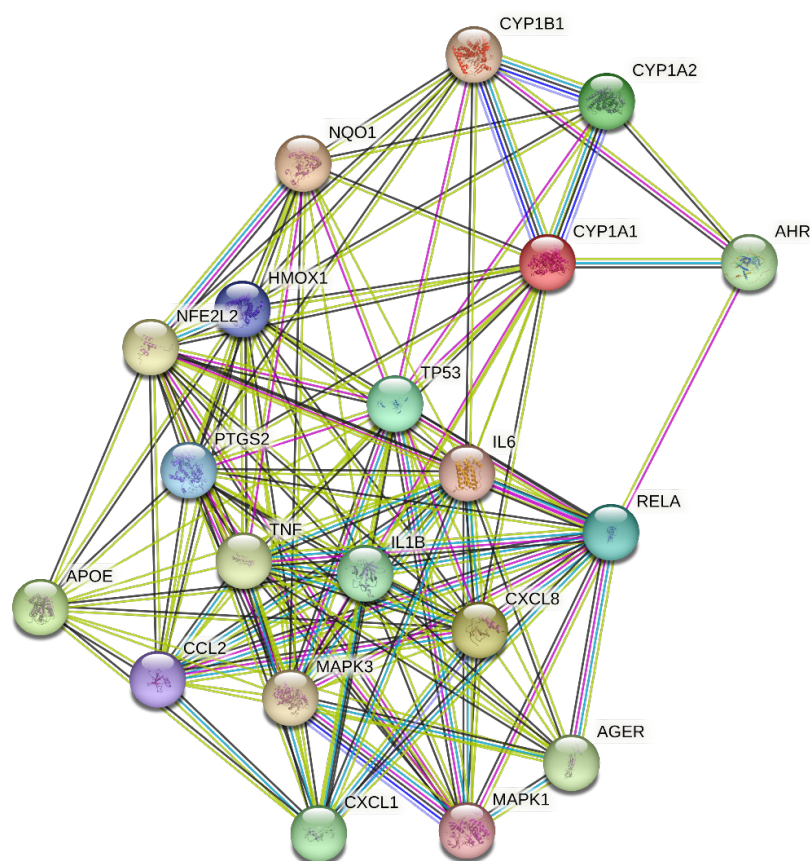 CYP1B1
CYP1A2
NQO1
CYP1A1
AHR
HMOX1
NFE2L2
TP53
PTGS2
IL6
RELA
TNF
IL1B
APOE
CXCL8
CCL2
MAPK3
AGER
CXCL1
MAPK1